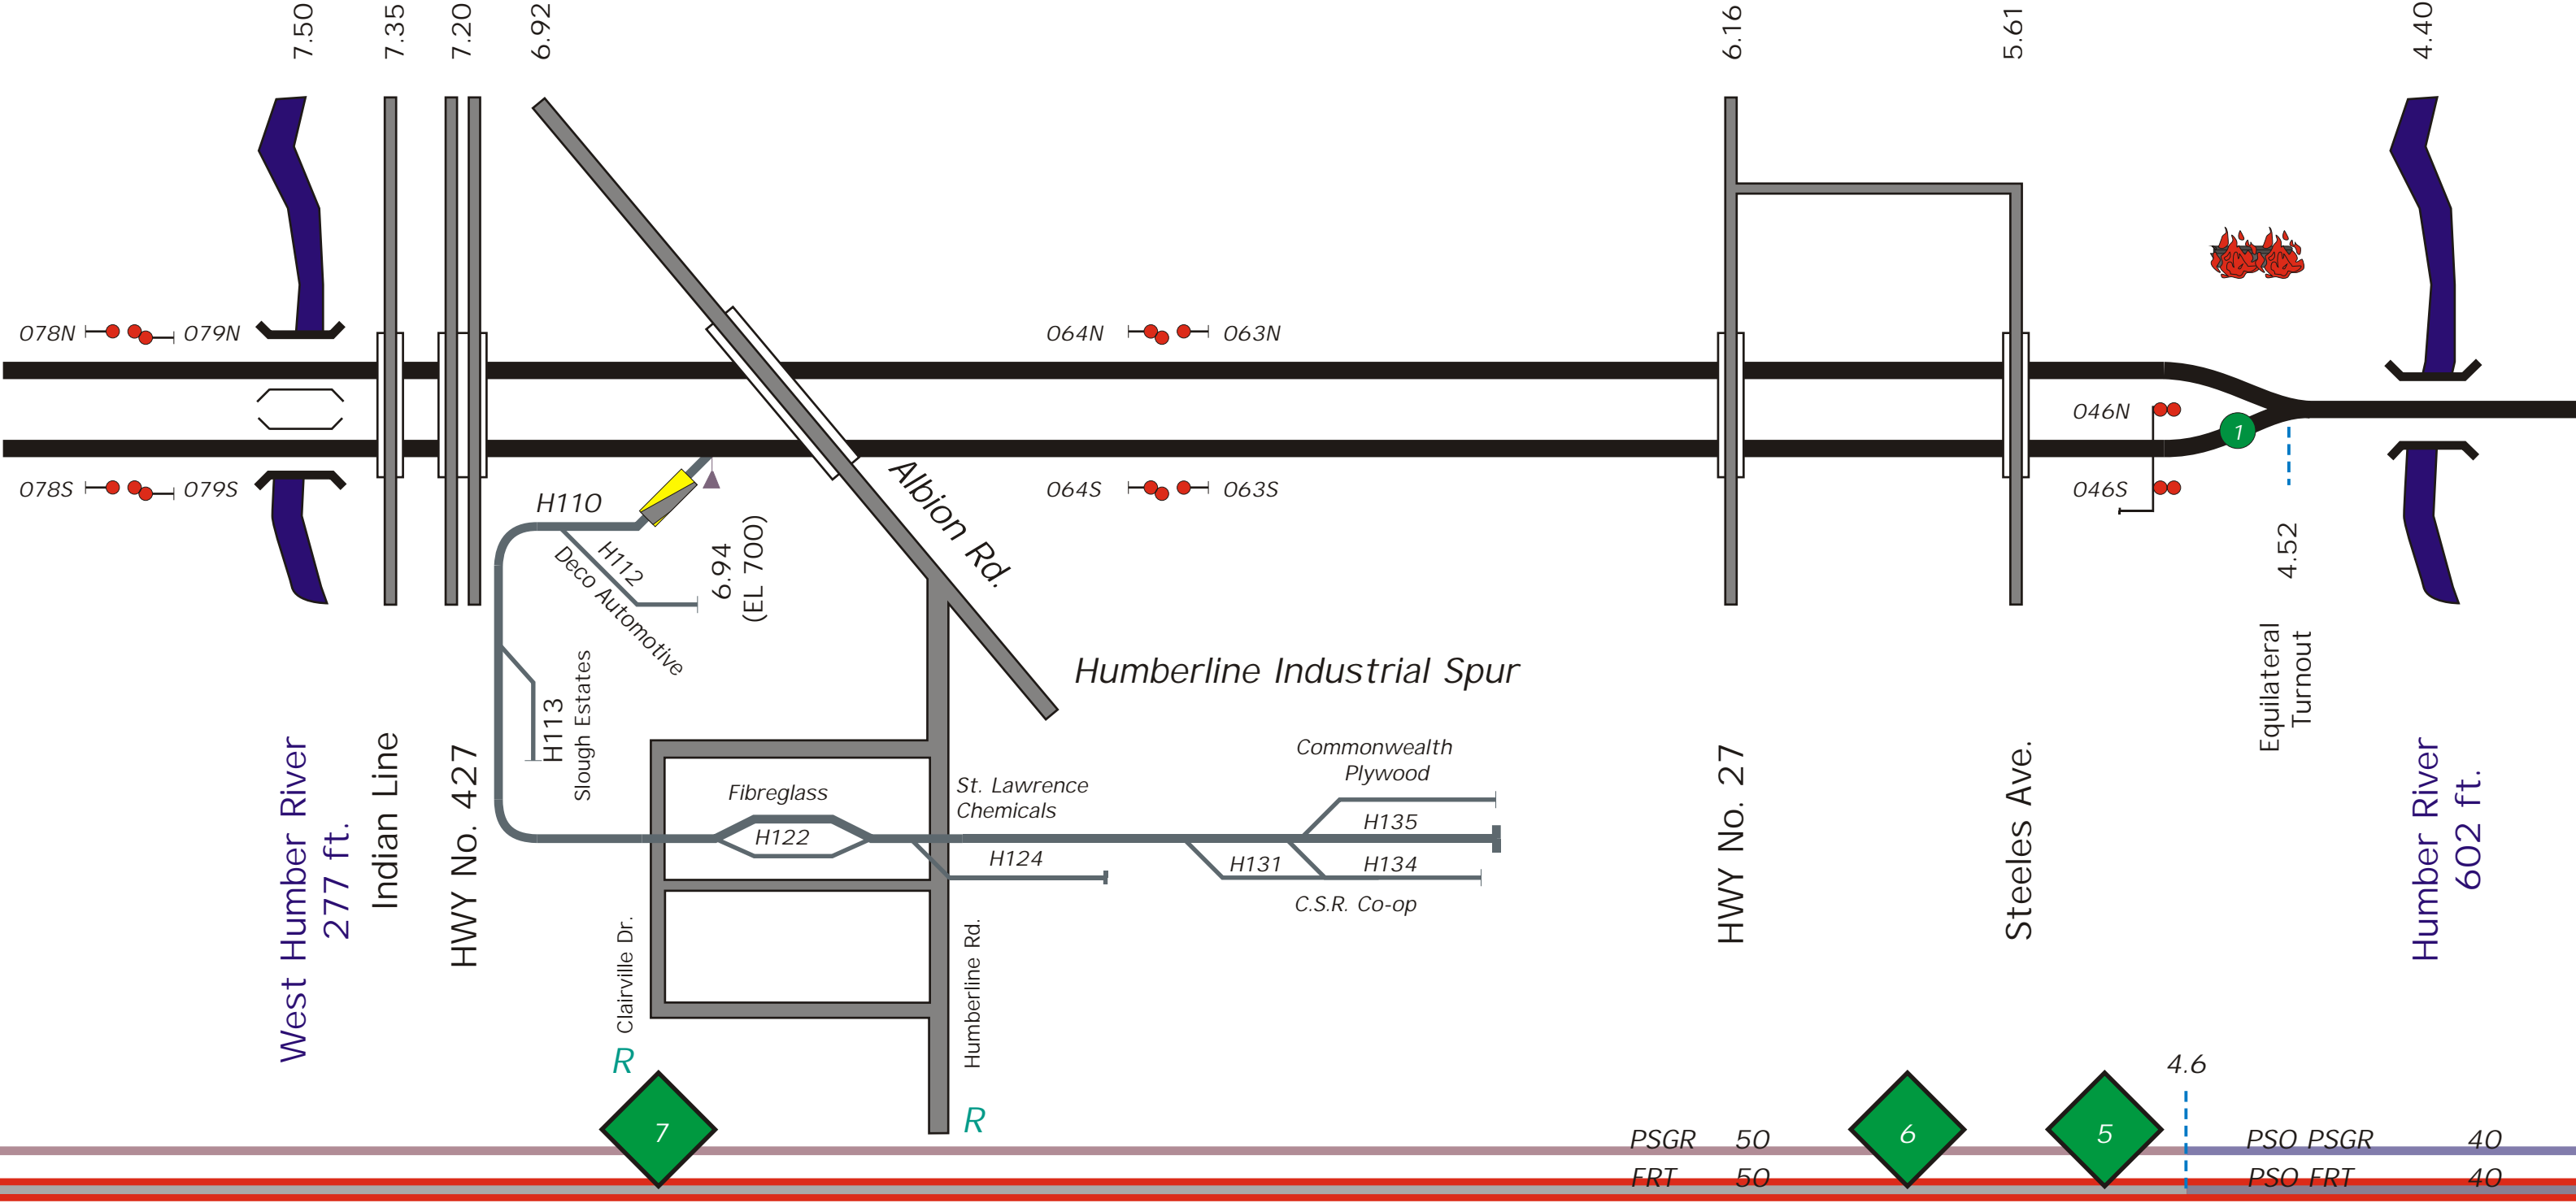 7.50
7.35
7.20
6.92
6.16
5.61
4.40
078N
079N
064N
063N
046N
1
078S
079S
064S
063S
046S
H110
Albion Rd.
H112
Deco Automotive
6.94
(EL 700)
4.52
Equilateral
Turnout
Humberline Industrial Spur
H113
Slough Estates
West Humber River
277 ft.
Indian Line
HWY No. 427
Commonwealth
Plywood
St. Lawrence
Chemicals
Fibreglass
H122
H135
H124
H131
H134
C.S.R. Co-op
HWY No. 27
Steeles Ave.
Humber River
602 ft.
Clairville Dr.
Humberline Rd.
R
R
4.6
7
6
5
PSGR 50
PSO PSGR 40
FRT 50
PSO FRT 40